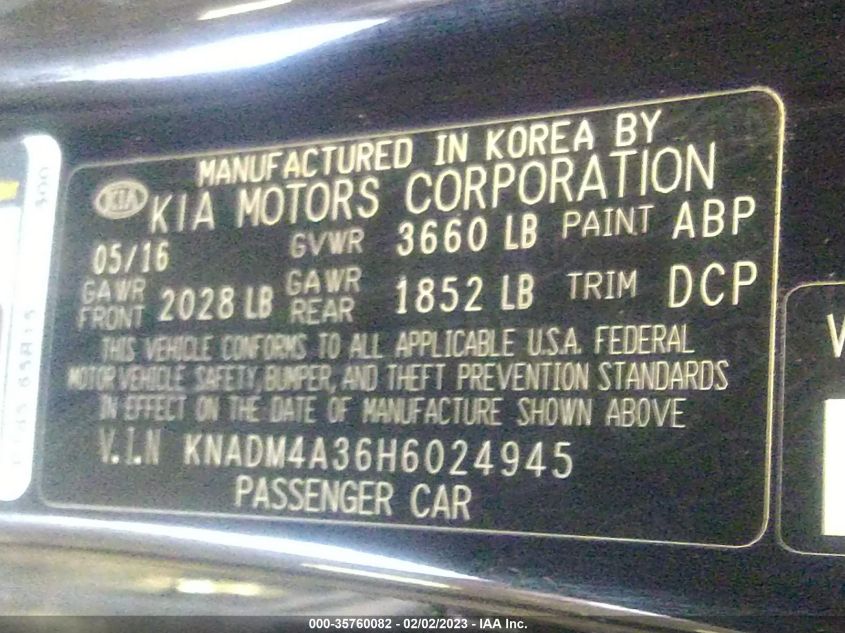 MANUFACTURED IN KOREA BY
KIA KIA MOTORS CORPORATION
05/16 GVWR 3660 LB PAINT ABP
GAWR FRONT 2028 LB GAWR REAR 1852 LB TRIM DCP
THIS VEHICLE CONFORMS TO ALL APPLICABLE U.S.A. FEDERAL
MOTOR VEHICLE SAFETY, BUMPER, AND THEFT PREVENTION STANDARDS
IN EFFECT ON THE DATE OF MANUFACTURE SHOWN ABOVE
V.I.N KNADM4A36H6024945
PASSENGER CAR
V
000-35760082 - 02/02/2023 - IAA Inc.